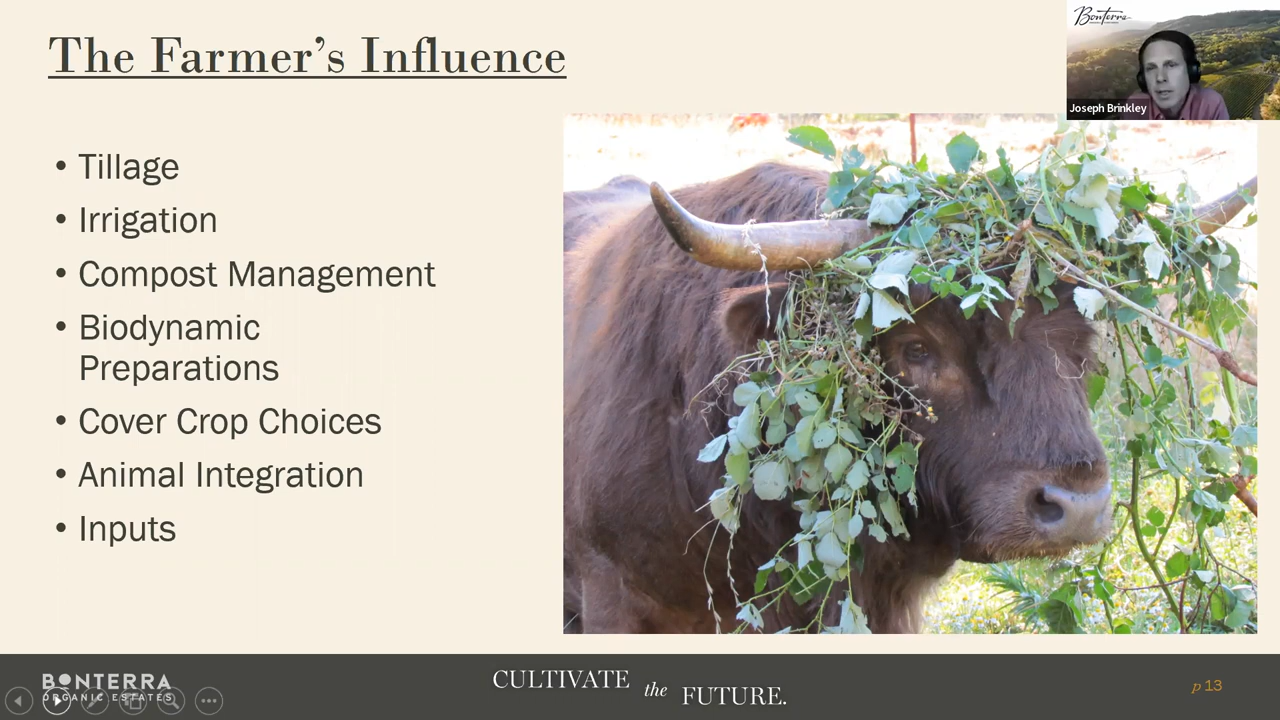 The Farmer's Influence
Bonterra
Joseph Brinkley
• Tillage
• Irrigation
• Compost Management
• Biodynamic
Preparations
• Cover Crop Choices
• Animal Integration
• Inputs
BONTERRA
ORGANIC ESTATES
CULTIVATE the FUTURE.
p 13